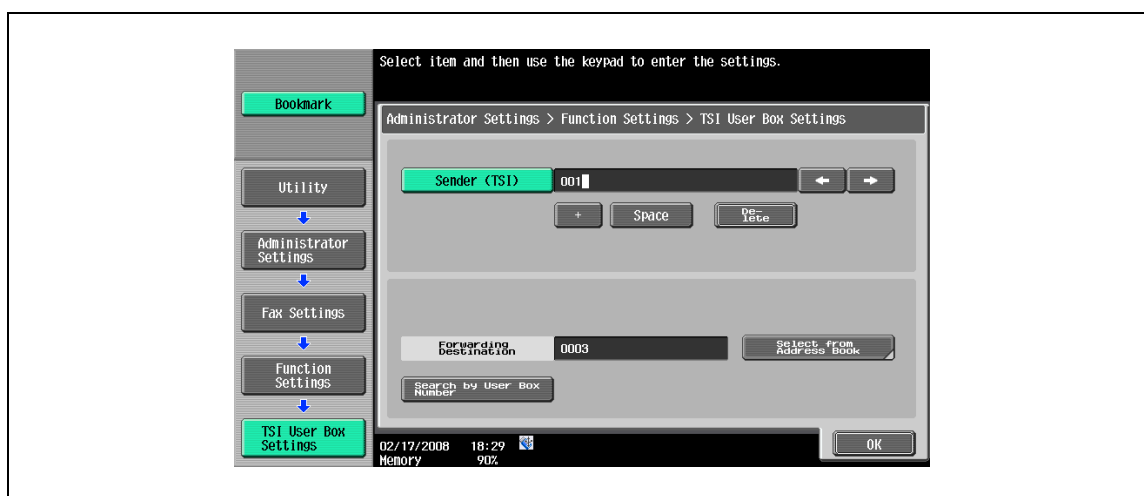 Select item and then use the keypad to enter the settings.
Bookmark
Administrator Settings > Function Settings > TSI User Box Settings
Utility
Sender (TSI)
001
+
Space
De-
lete
Administrator
Settings
Fax Settings
Forwarding
Destination
0003
Select from
Address Book
Function
Settings
Search by User Box
Number
TSI User Box
Settings
02/17/2008 18:29
Memory 90%
OK